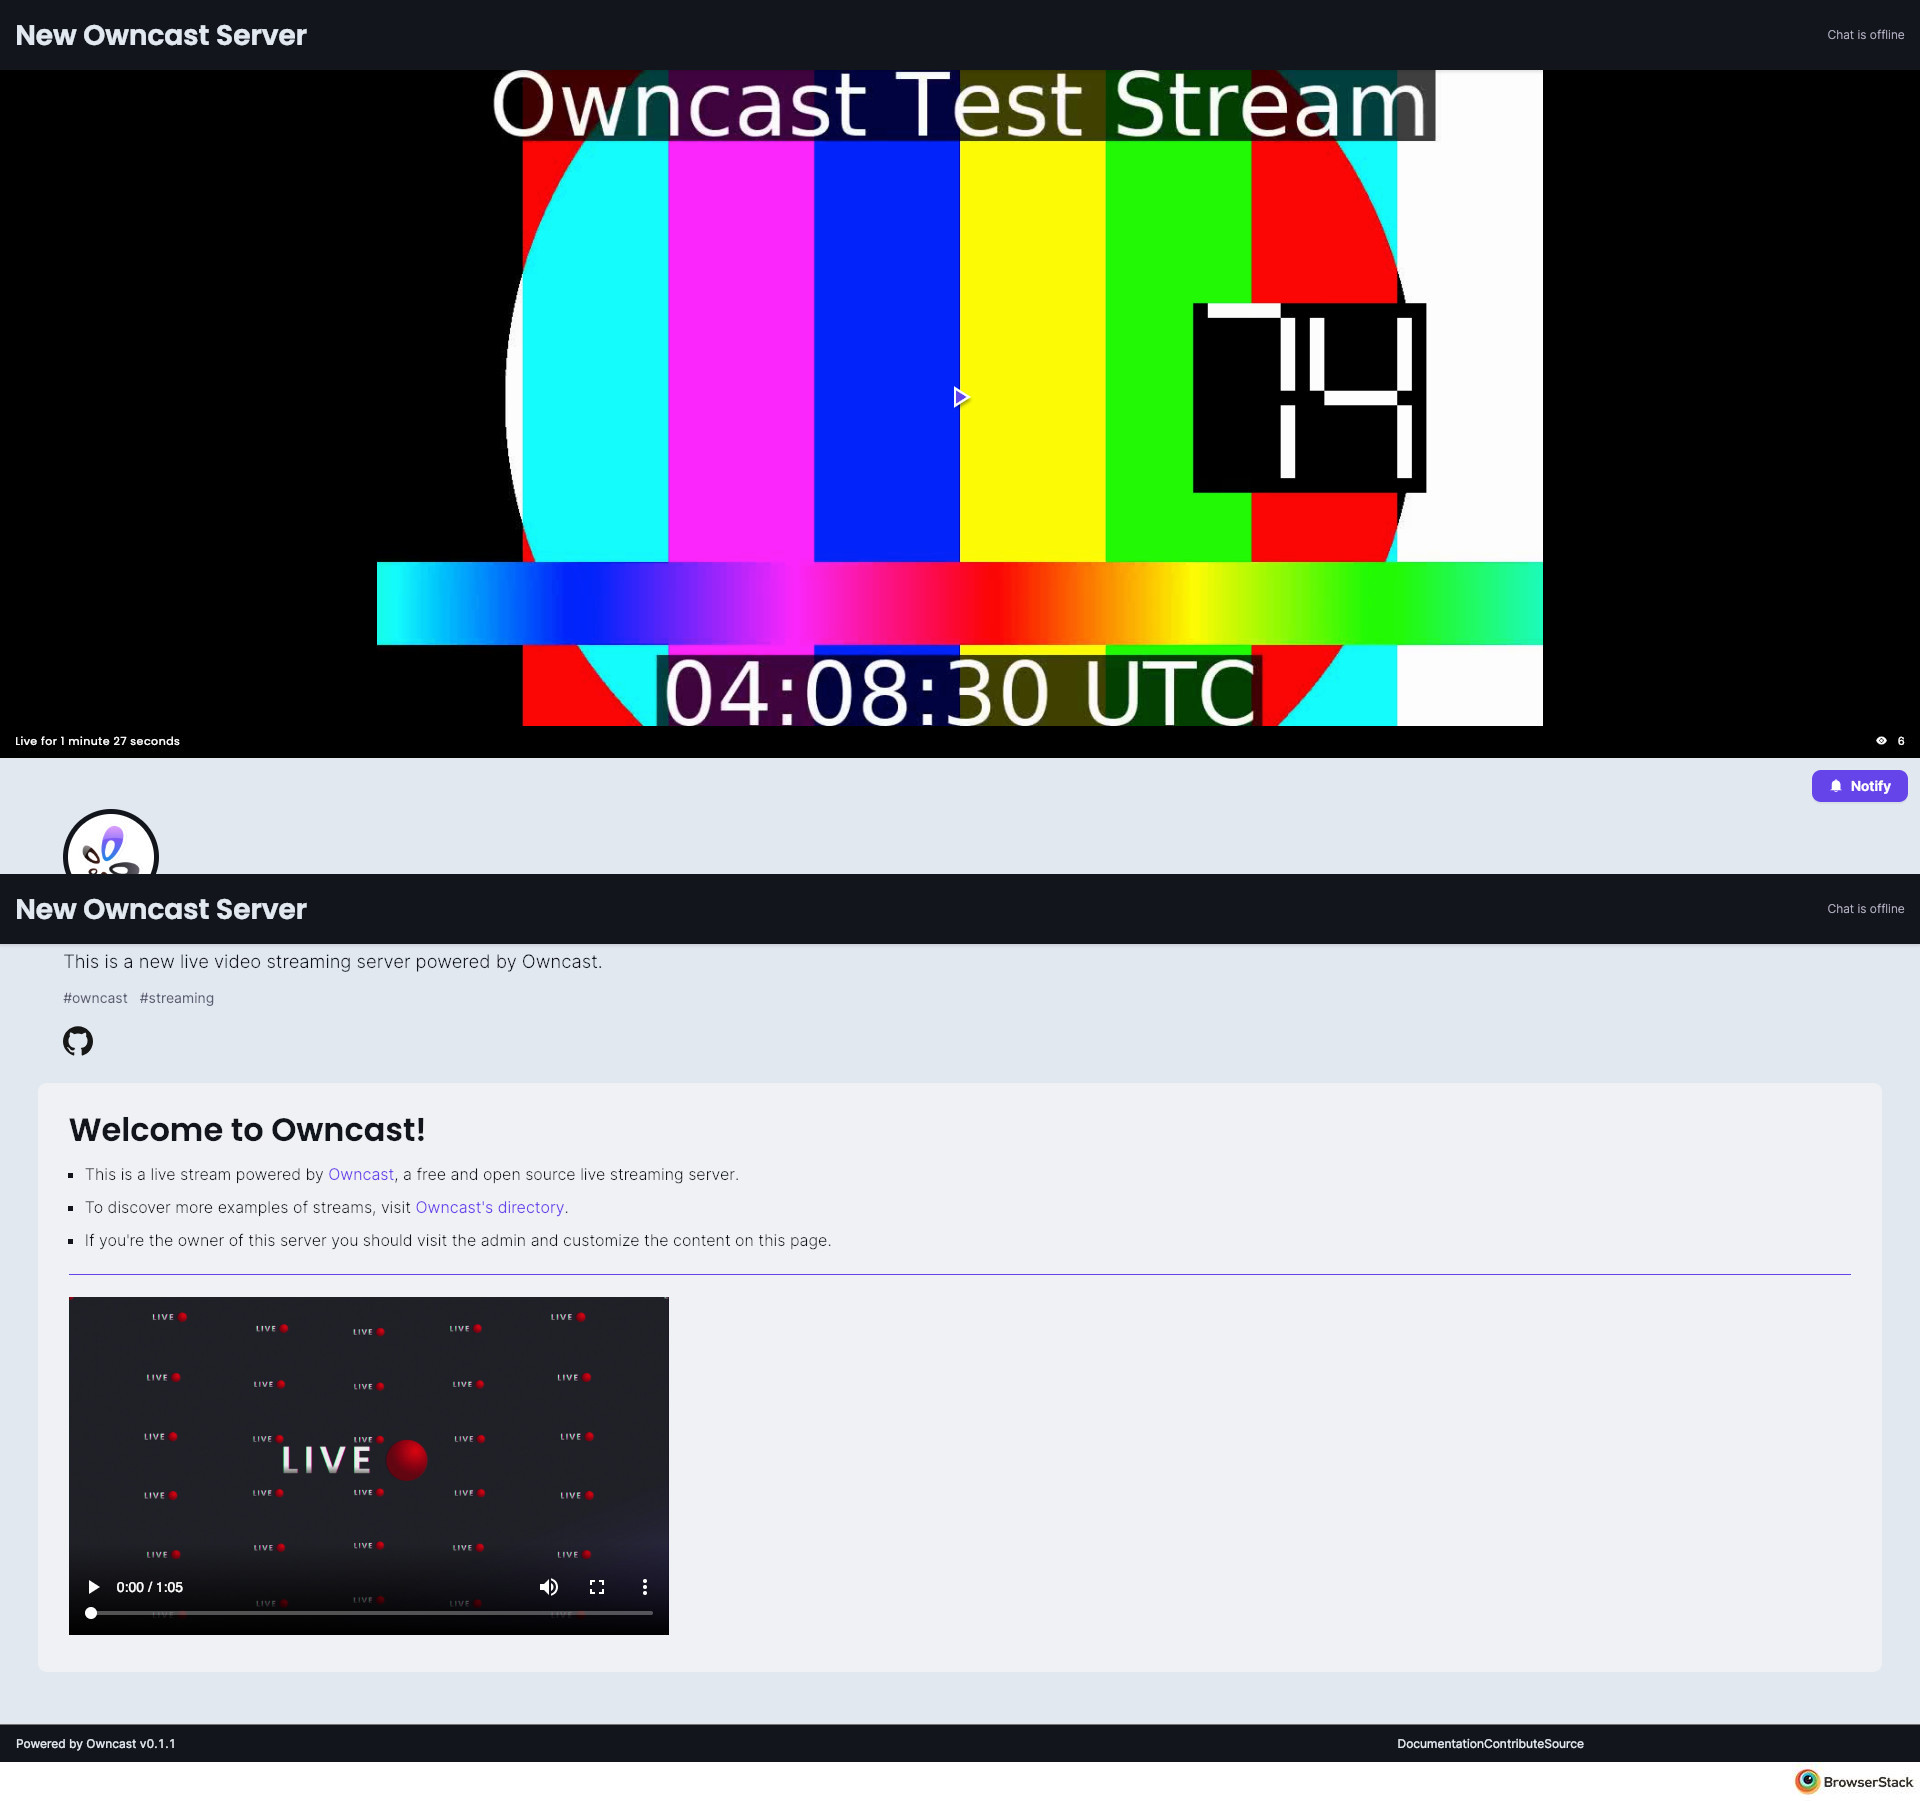 New Owncast Server
Chat is offline
Owncast Test Stream
74
04:08:30 UTC
Live for 1 minute 27 seconds
6
Notify
New Owncast Server
Chat is offline
This is a new live video streaming server powered by Owncast.
#owncast #streaming
Welcome to Owncast!
This is a live stream powered by Owncast, a free and open source live streaming server.
To discover more examples of streams, visit Owncast's directory.
If you're the owner of this server you should visit the admin and customize the content on this page.
LIVE LIVE LIVE LIVE LIVE
LIVE LIVE LIVE LIVE LIVE
LIVE LIVE LIVE LIVE LIVE
LIVE
LIVE LIVE LIVE LIVE LIVE
LIVE LIVE LIVE LIVE LIVE
0:00 / 1:05
LIVE LIVE LIVE LIVE LIVE
Powered by Owncast v0.1.1
DocumentationContributeSource
BrowserStack